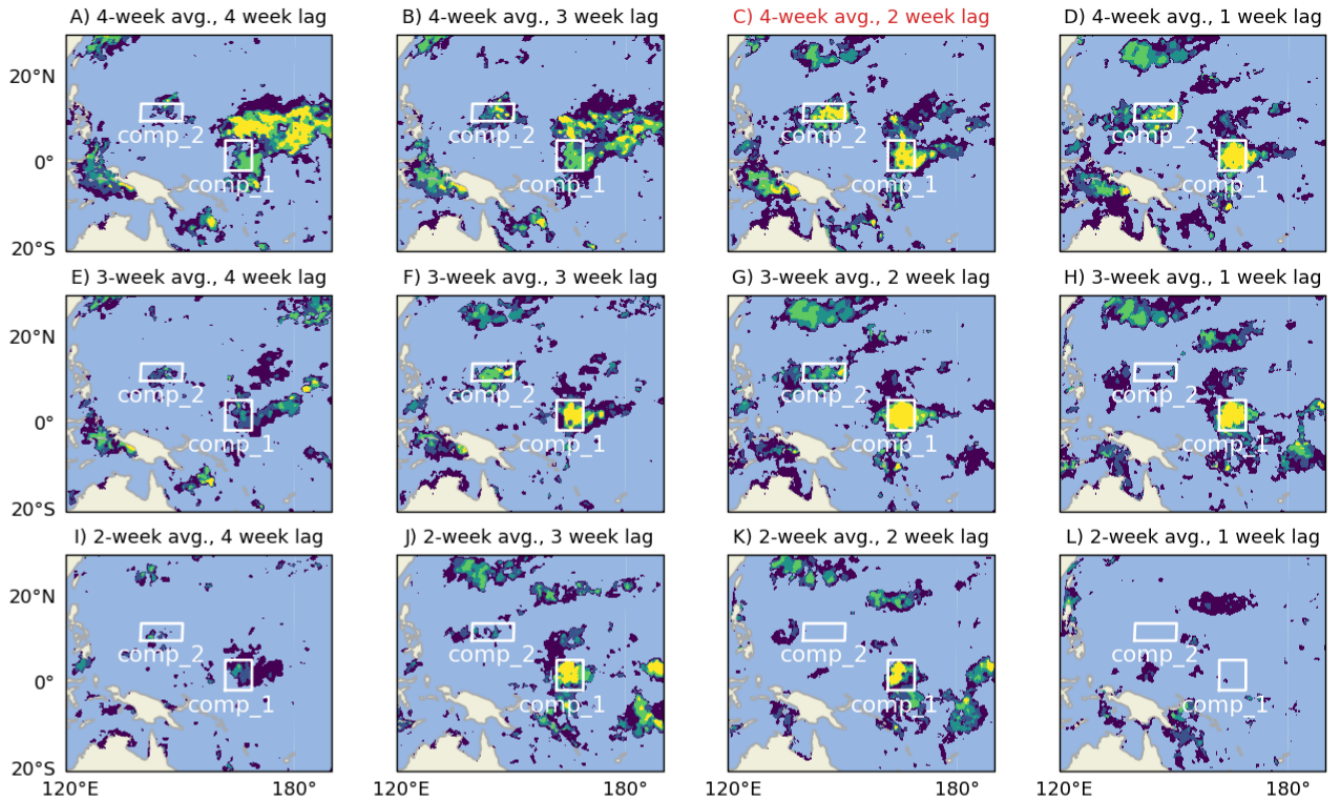 A) 4-week avg., 4 week lag
B) 4-week avg., 3 week lag
C) 4-week avg., 2 week lag
D) 4-week avg., 1 week lag
20°N
0°
20°S
comp_2
comp_1
comp_2
comp_1
comp_2
comp_1
comp_2
comp_1
E) 3-week avg., 4 week lag
F) 3-week avg., 3 week lag
G) 3-week avg., 2 week lag
H) 3-week avg., 1 week lag
20°N
0°
20°S
comp_2
comp_1
comp_2
comp_1
comp_2
comp_1
comp_2
comp_1
I) 2-week avg., 4 week lag
J) 2-week avg., 3 week lag
K) 2-week avg., 2 week lag
L) 2-week avg., 1 week lag
20°N
0°
20°S
comp_2
comp_1
comp_2
comp_1
comp_2
comp_1
comp_2
comp_1
120°E
180°
120°E
180°
120°E
180°
120°E
180°